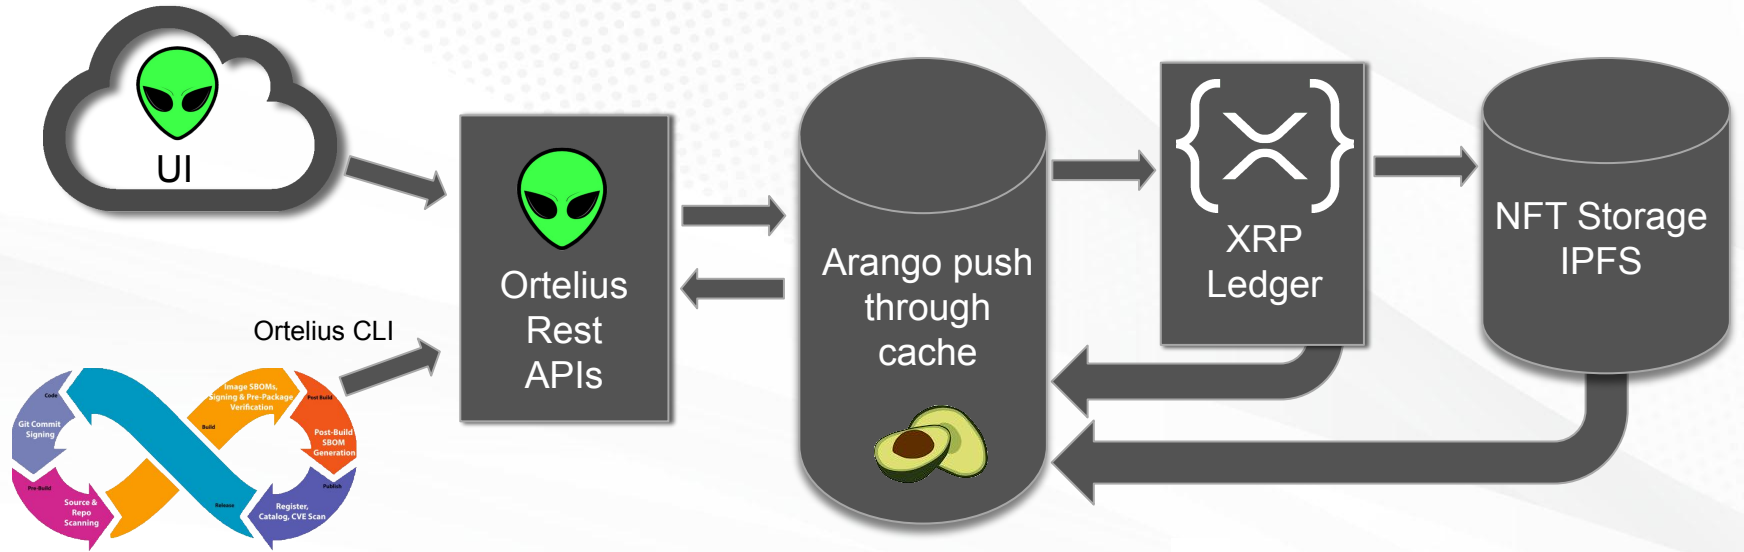 UI
Ortelius CLI
Code
Git Commit
Signing
Pre-Build
Source &
Repo
Scanning
Image SBOMs,
Signing & Pre-Package
Verification
Build
Post Build
Post-Build
SBOM
Generation
Publish
Register,
Catalog, CVE Scan
Release
Ortelius
Rest
APIs
Arango push
through
cache
XRP
Ledger
NFT Storage
IPFS